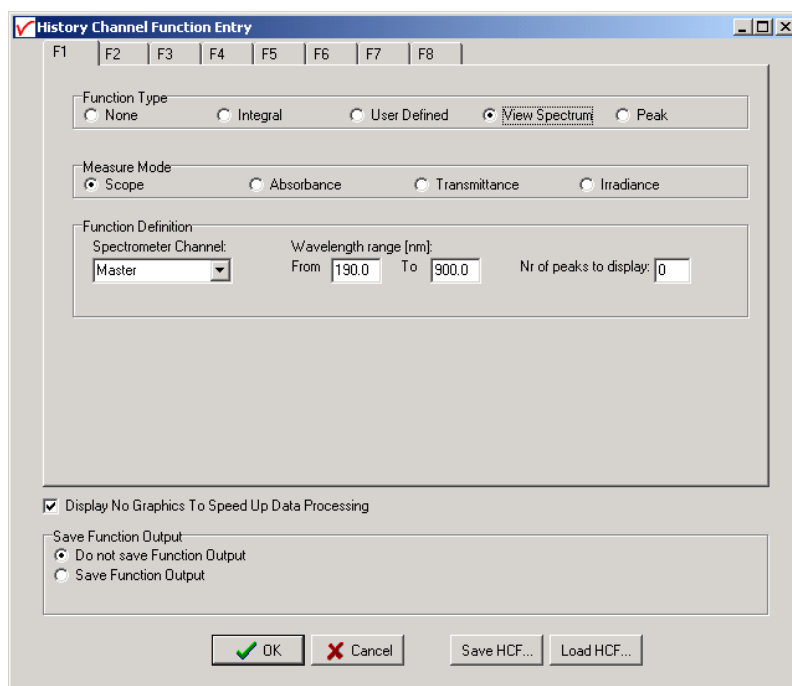 History Channel Function Entry
F1 F2 F3 F4 F5 F6 F7 F8
Function Type
None Integral User Defined View Spectrum Peak
Measure Mode
Scope Absorbance Transmittance Irradiance
Function Definition
Spectrometer Channel: Wavelength range [nm]:
Master From 190.0 To 900.0 Nr of peaks to display: 0
Display No Graphics To Speed Up Data Processing
Save Function Output
Do not save Function Output
Save Function Output
OK Cancel Save HCF... Load HCF...